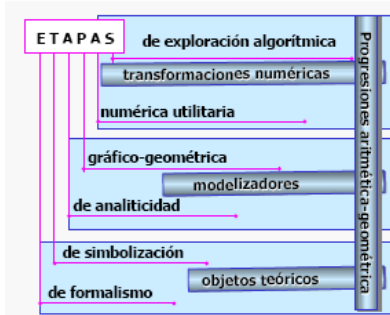 ETAPAS
de exploración algorítmica
transformaciones numéricas
numérica utilitaria
gráfico-geométrica
modelizadores
de analiticidad
de simbolización
objetos teóricos
de formalismo
Progresiones aritmética-geométrica